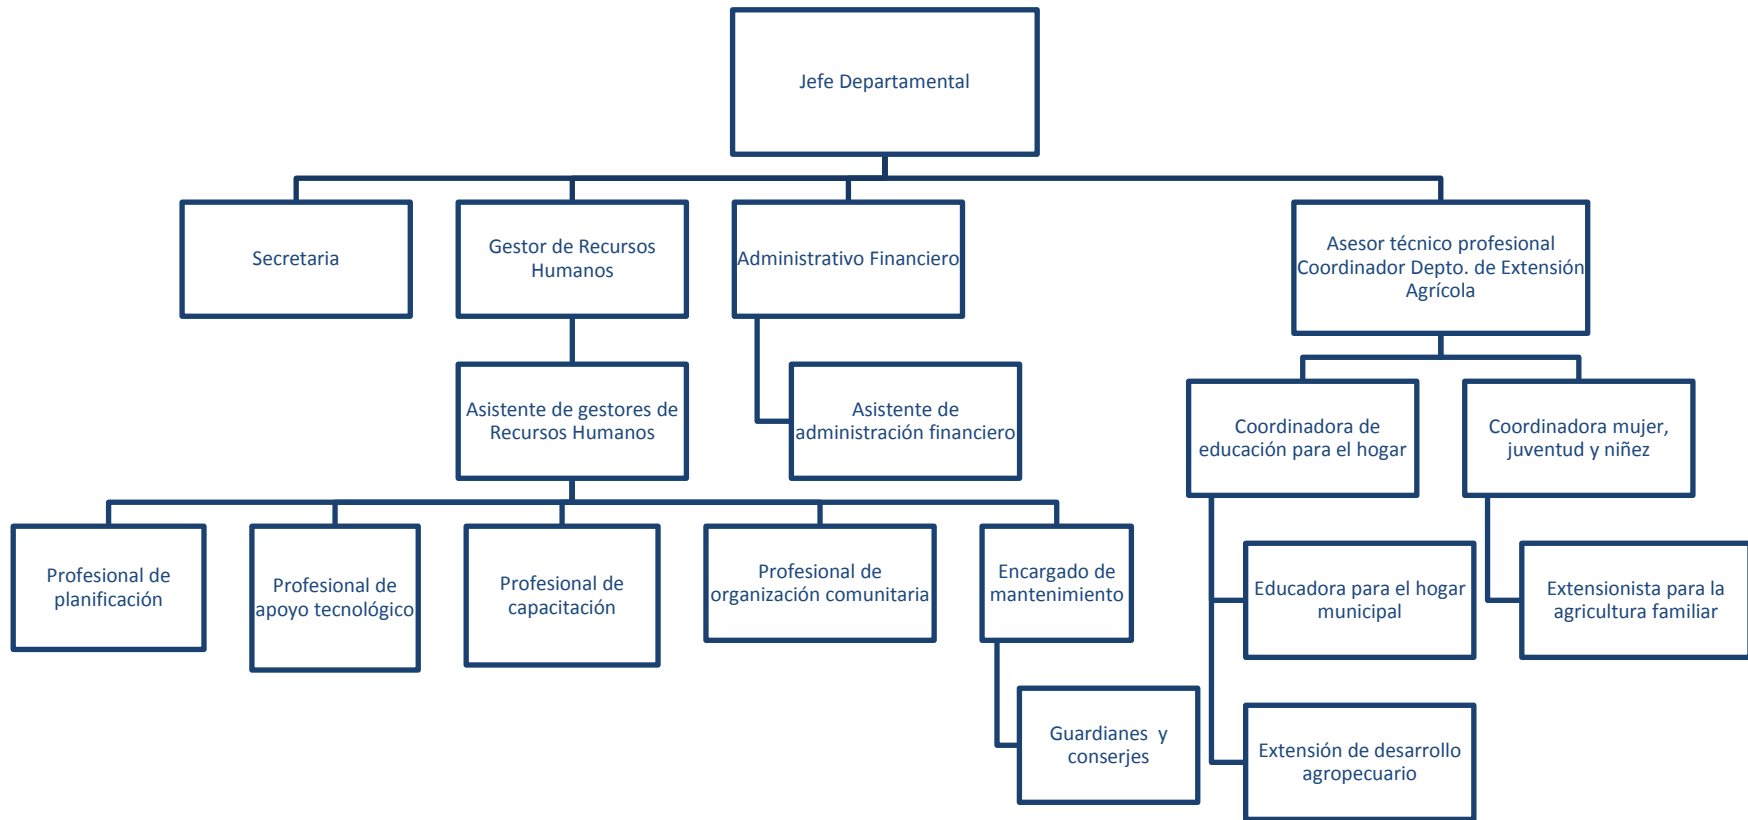 Jefe Departamental
Secretaria
Gestor de Recursos
Humanos
Administrativo Financiero
Asesor técnico profesional
Coordinador Depto. de Extensión
Agrícola
Asistente de gestores de
Recursos Humanos
Asistente de
administración financiero
Coordinadora de
educación para el hogar
Coordinadora mujer,
juventud y niñez
Profesional de
planificación
Profesional de
apoyo tecnológico
Profesional de
capacitación
Profesional de
organización comunitaria
Encargado de
mantenimiento
Educadora para el hogar
municipal
Extensionista para la
agricultura familiar
Guardianes  y
conserjes
Extensión de desarrollo
agropecuario